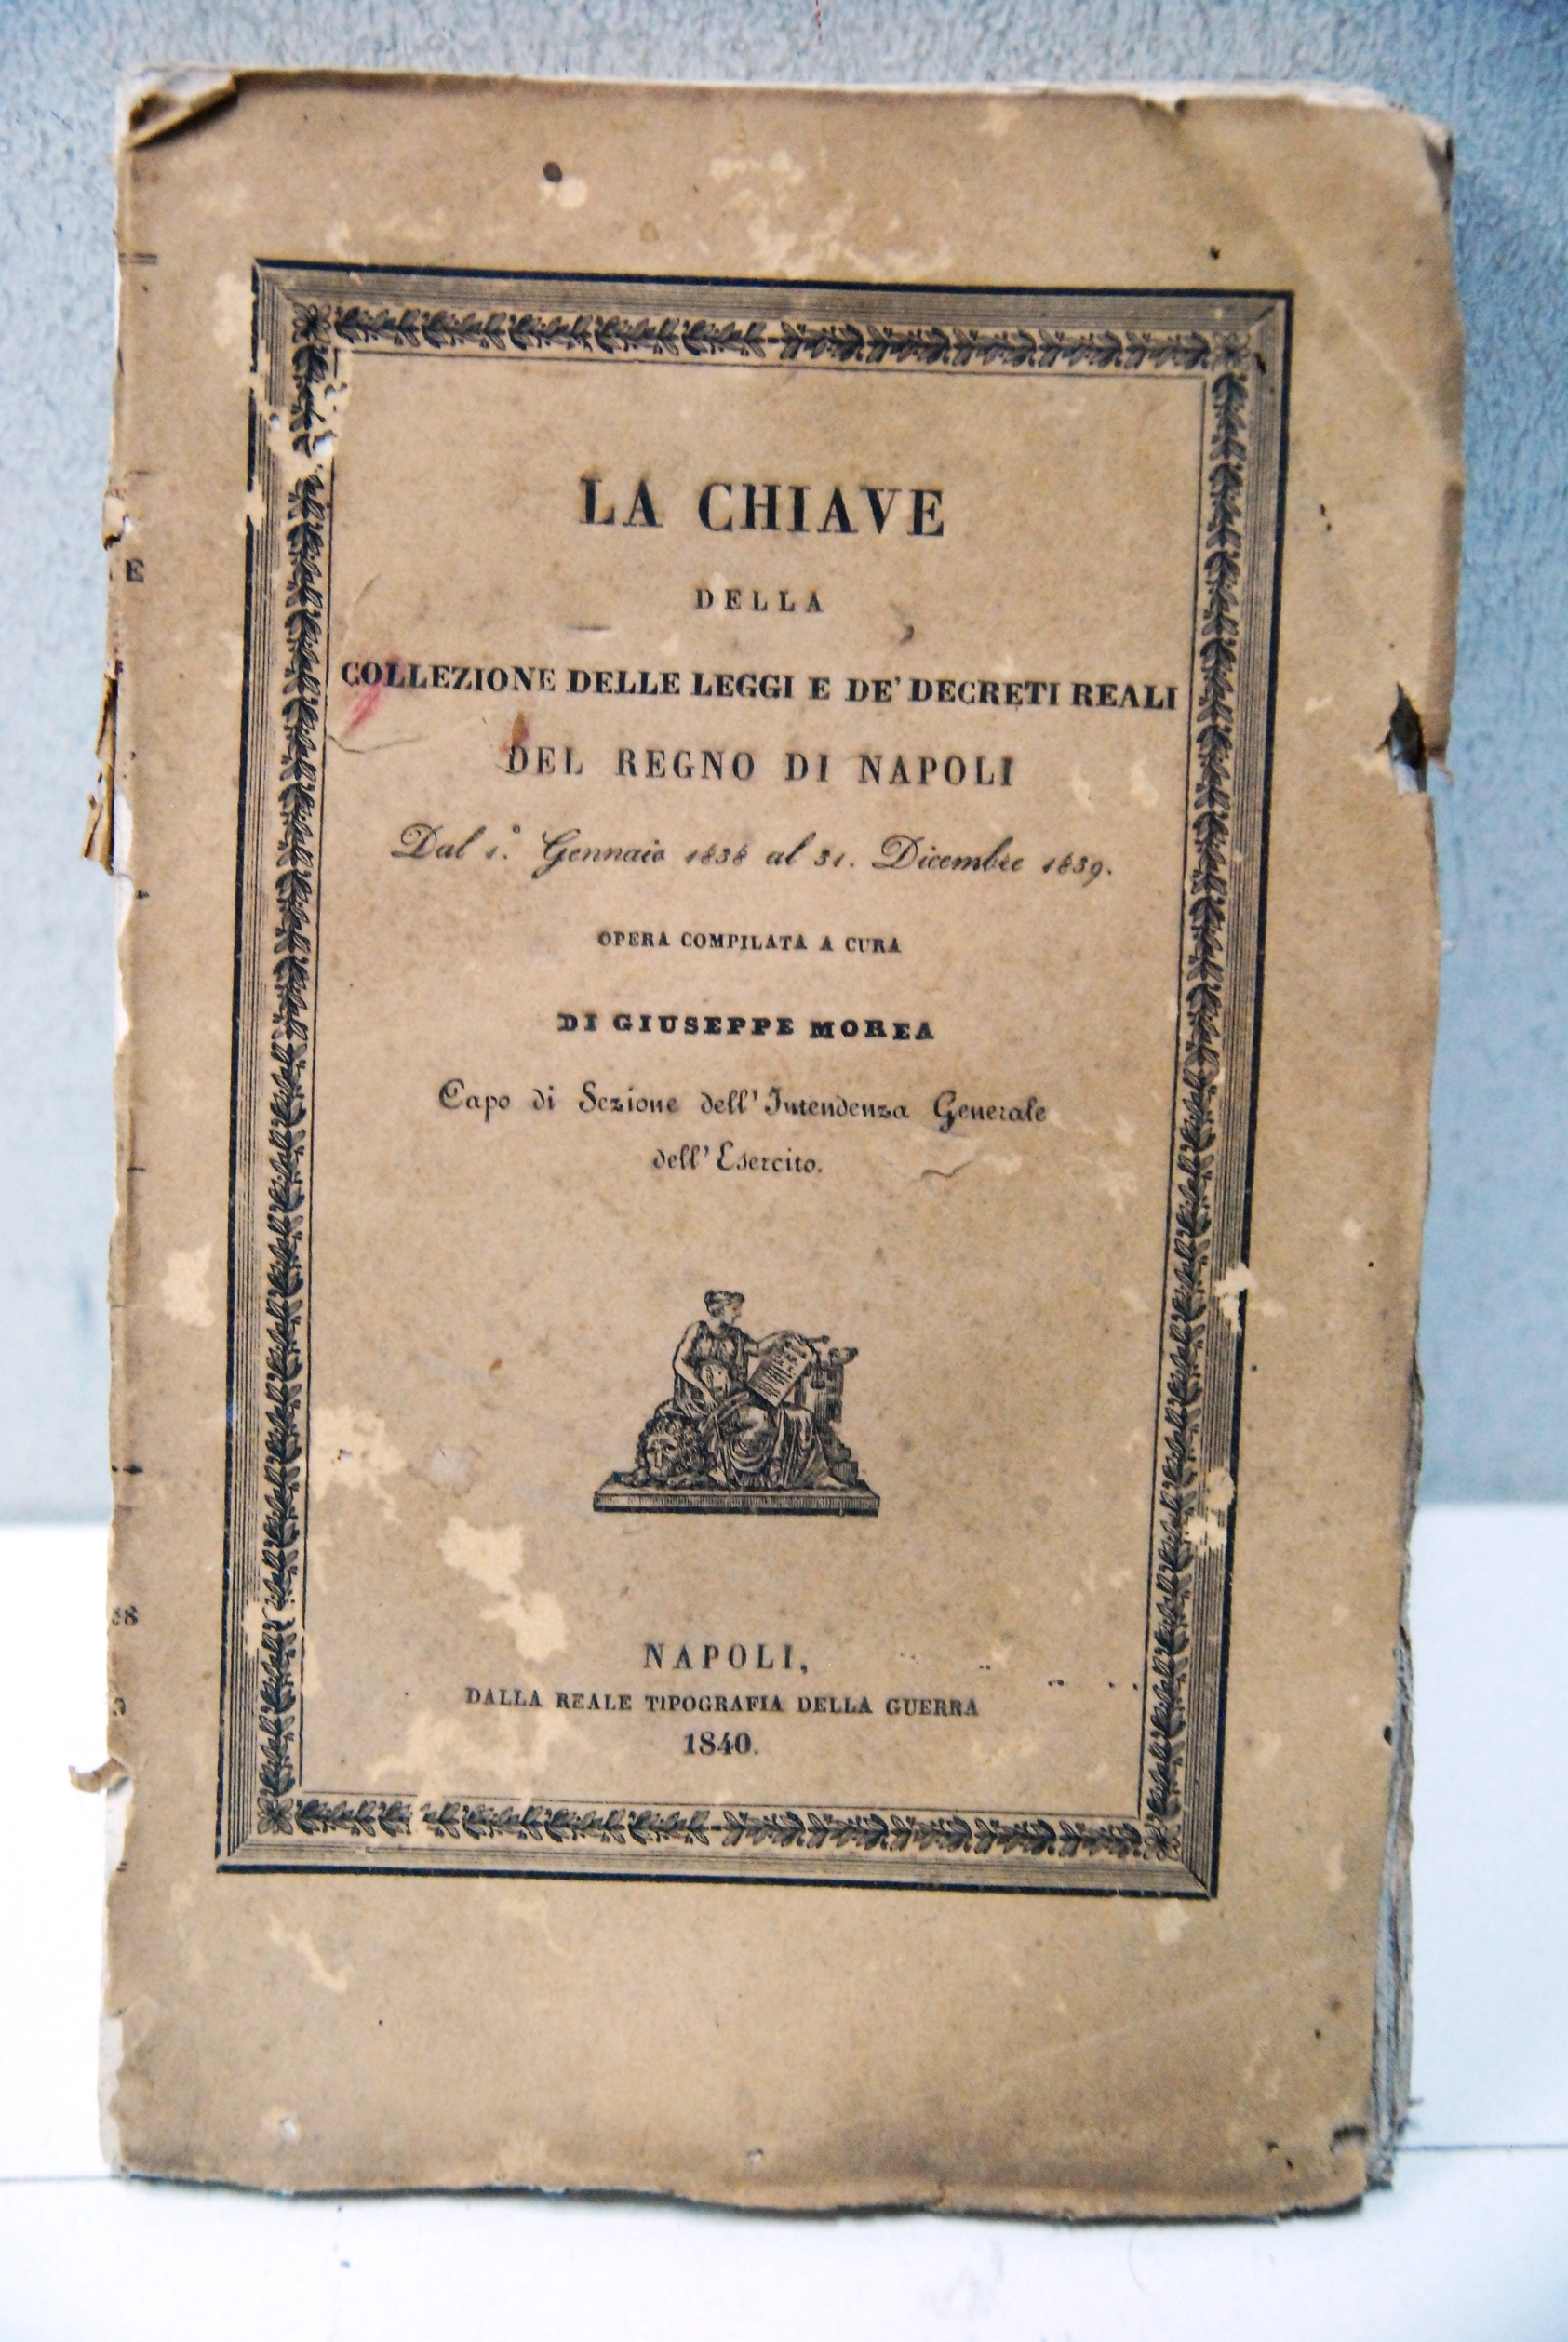 LA CHIAVE
DELLA
COLLEZIONE DELLE LEGGI E DE' DECRETI REALI
DEL REGNO DI NAPOLI
Dal 1.° Gennaio 1838 al 31. Dicembre 1839.
OPERA COMPILATA A CURA
DI GIUSEPPE MOREA
Capo di Sezione dell' Intendenza Generale
dell' Esercito.
NAPOLI,
DALLA REALE TIPOGRAFIA DELLA GUERRA
1840.